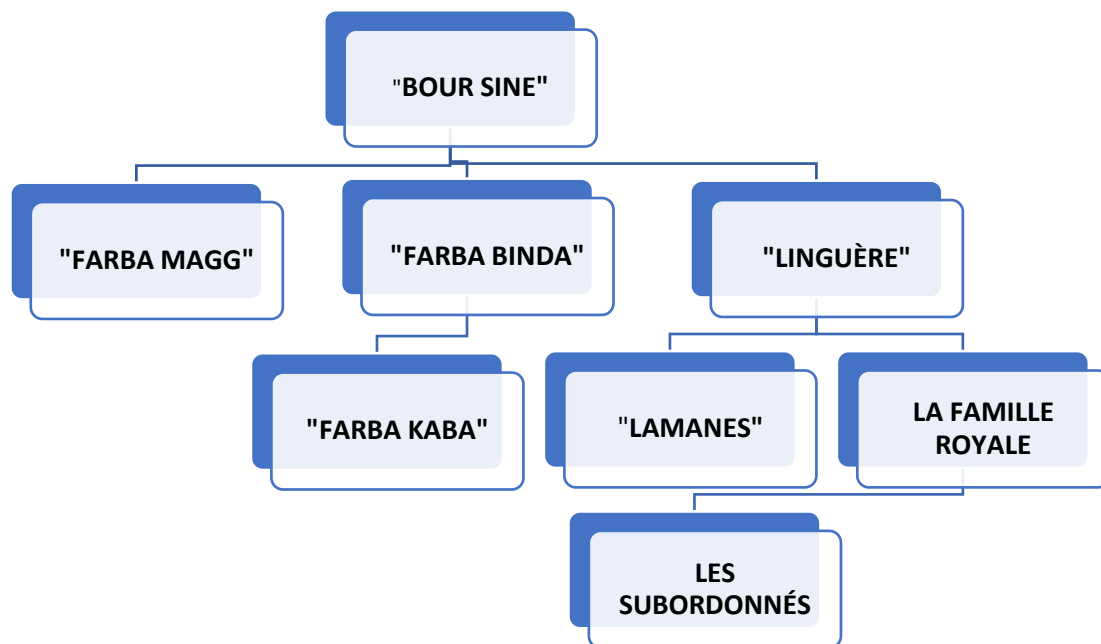 "BOUR SINE"
"FARBA MAGG"
"FARBA BINDA"
"LINGUÈRE"
"FARBA KABA"
"LAMANES"
LA FAMILLE
ROYALE
LES
SUBORDONNÉS